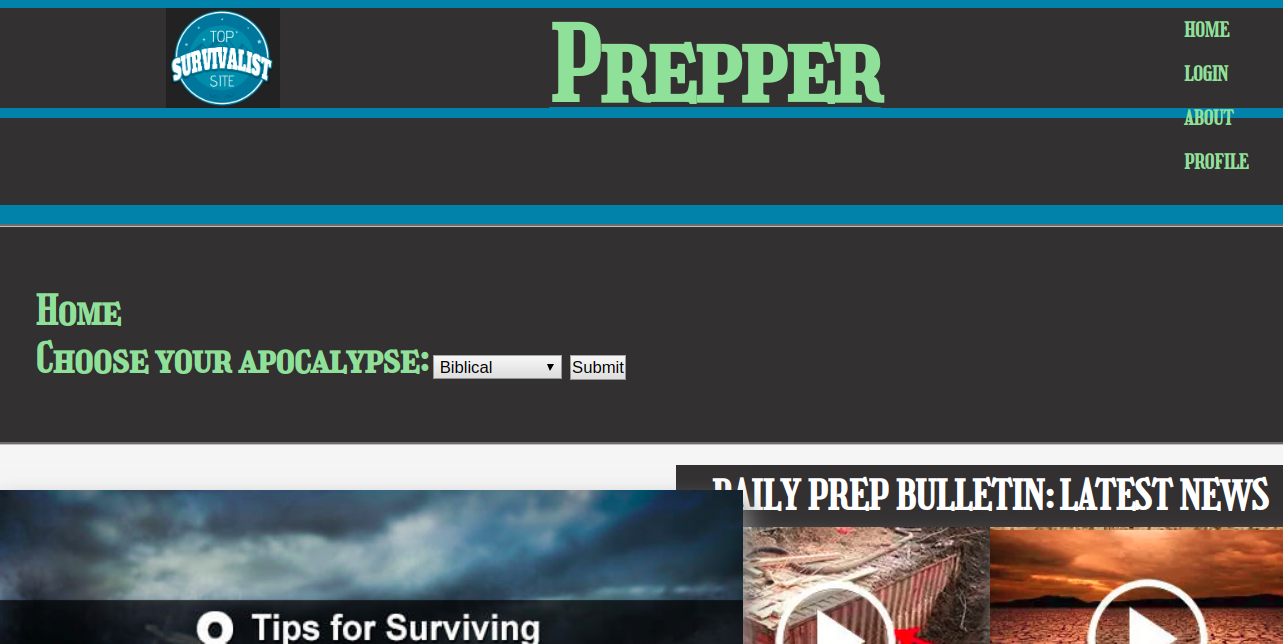 TOP
SURVIVALIST
SITE
PREPPER
HOME
LOGIN
ABOUT
PROFILE
HOME
CHOOSE YOUR APOCALYPSE: Biblical Submit
DAILY PREP BULLETIN: LATEST NEWS
Tips for Surviving